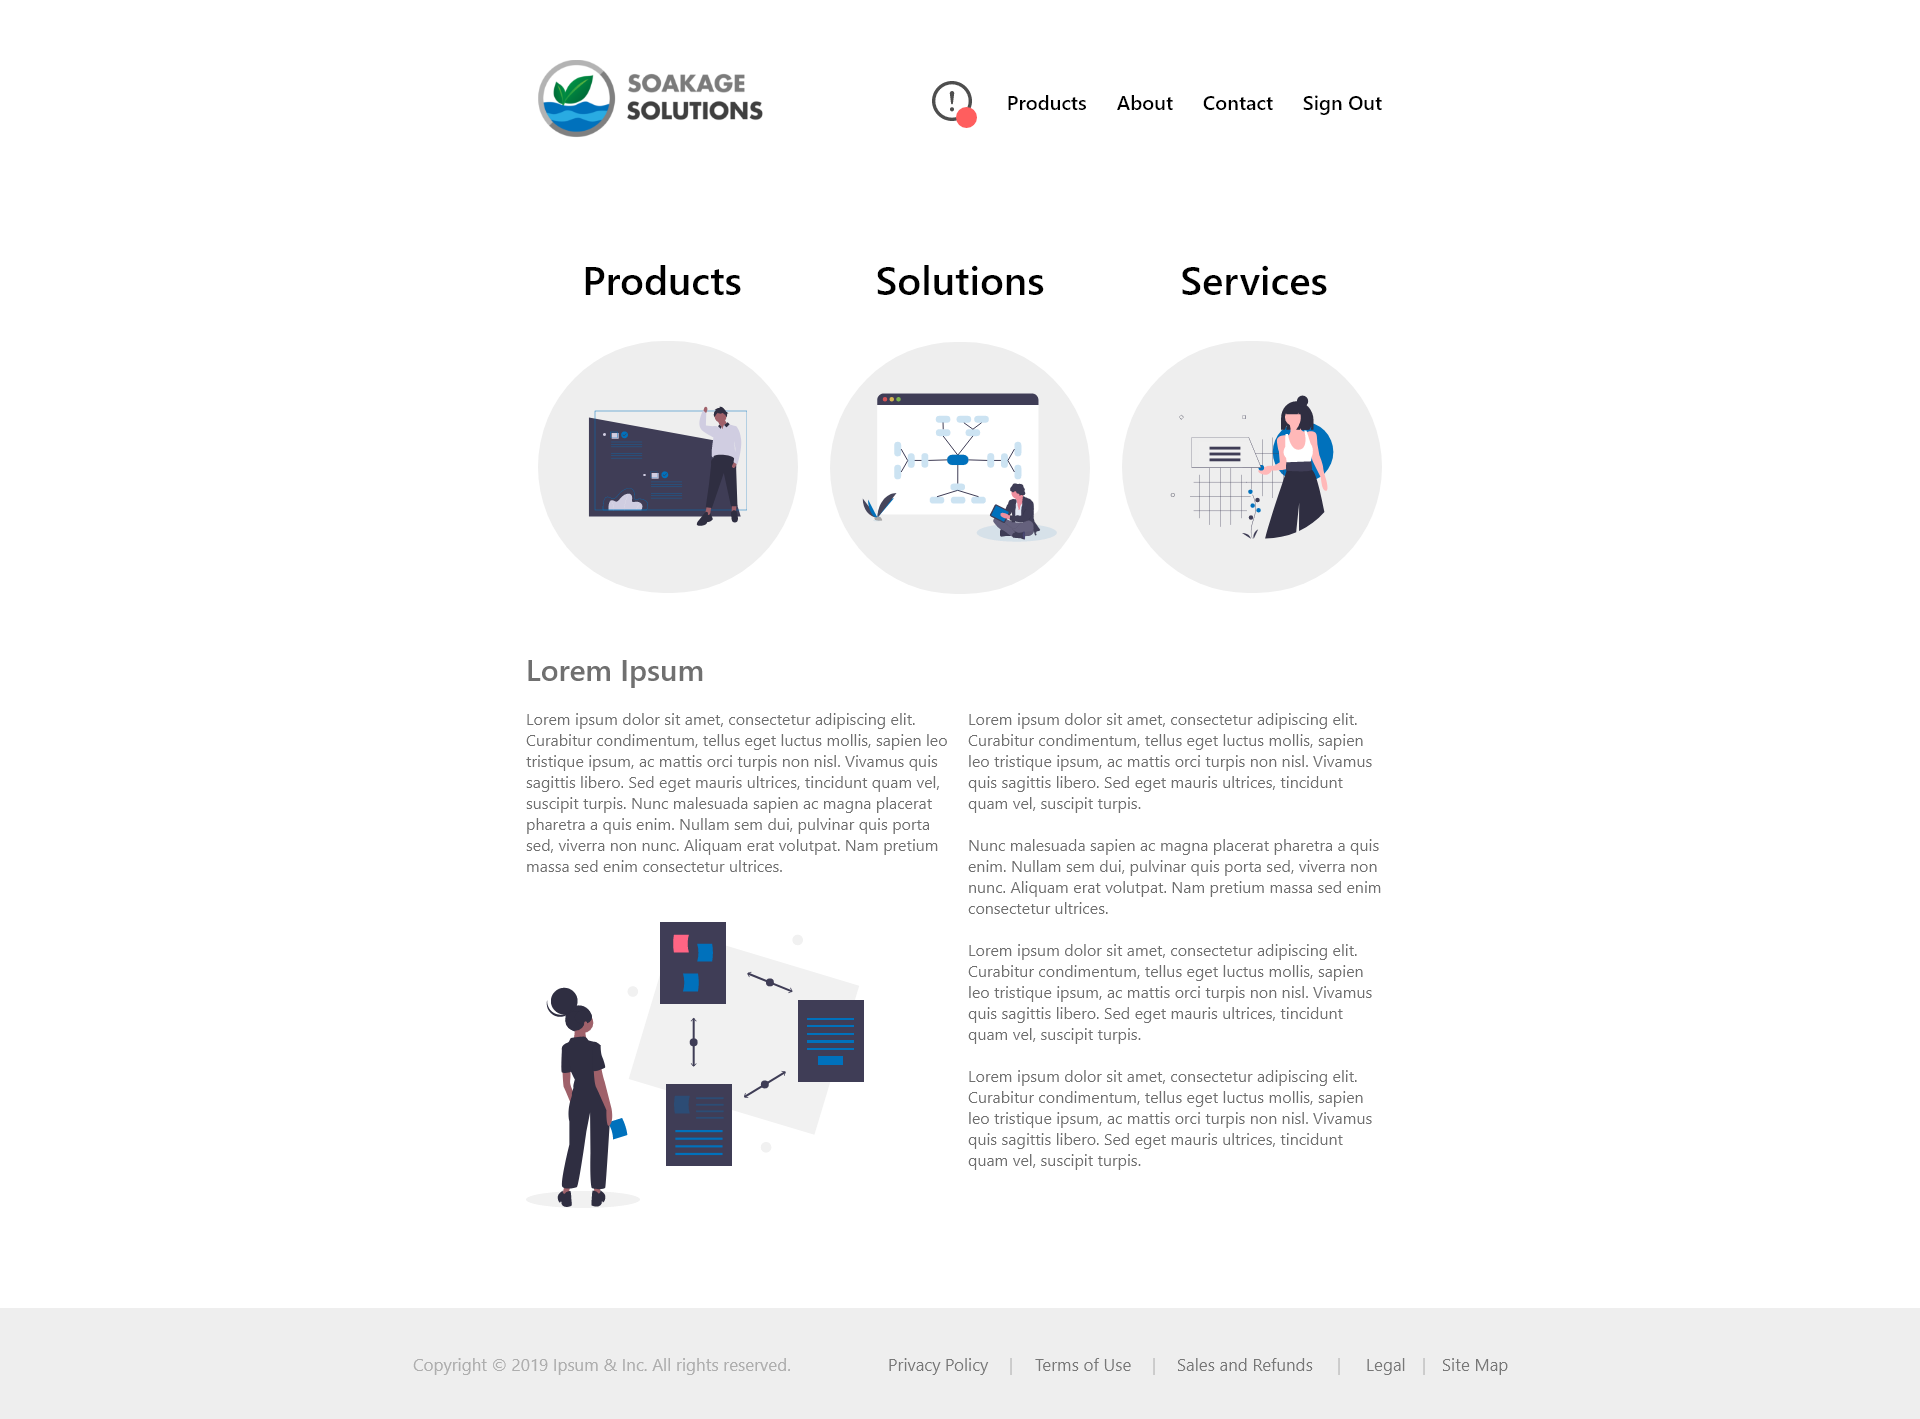 SOAKAGE
SOLUTIONS
! Products About Contact Sign Out
Products Solutions Services
Lorem Ipsum
Lorem ipsum dolor sit amet, consectetur adipiscing elit.
Curabitur condimentum, tellus eget luctus mollis, sapien leo
tristique ipsum, ac mattis orci turpis non nisl. Vivamus quis
sagittis libero. Sed eget mauris ultrices, tincidunt quam vel,
suscipit turpis. Nunc malesuada sapien ac magna placerat
pharetra a quis enim. Nullam sem dui, pulvinar quis porta
sed, viverra non nunc. Aliquam erat volutpat. Nam pretium
massa sed enim consectetur ultrices.
Lorem ipsum dolor sit amet, consectetur adipiscing elit.
Curabitur condimentum, tellus eget luctus mollis, sapien
leo tristique ipsum, ac mattis orci turpis non nisl. Vivamus
quis sagittis libero. Sed eget mauris ultrices, tincidunt
quam vel, suscipit turpis.
Nunc malesuada sapien ac magna placerat pharetra a quis
enim. Nullam sem dui, pulvinar quis porta sed, viverra non
nunc. Aliquam erat volutpat. Nam pretium massa sed enim
consectetur ultrices.
Lorem ipsum dolor sit amet, consectetur adipiscing elit.
Curabitur condimentum, tellus eget luctus mollis, sapien
leo tristique ipsum, ac mattis orci turpis non nisl. Vivamus
quis sagittis libero. Sed eget mauris ultrices, tincidunt
quam vel, suscipit turpis.
Lorem ipsum dolor sit amet, consectetur adipiscing elit.
Curabitur condimentum, tellus eget luctus mollis, sapien
leo tristique ipsum, ac mattis orci turpis non nisl. Vivamus
quis sagittis libero. Sed eget mauris ultrices, tincidunt
quam vel, suscipit turpis.
Copyright © 2019 Ipsum & Inc. All rights reserved. Privacy Policy | Terms of Use | Sales and Refunds | Legal | Site Map